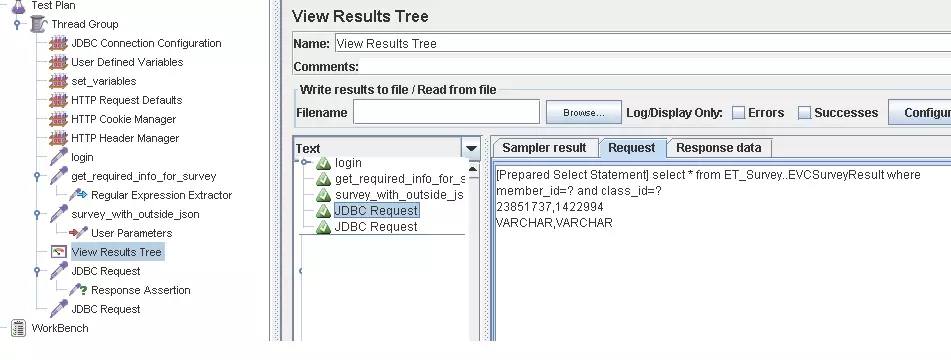 Test Plan
Thread Group
JDBC Connection Configuration
User Defined Variables
set_variables
HTTP Request Defaults
HTTP Cookie Manager
HTTP Header Manager
login
get_required_info_for_survey
Regular Expression Extractor
survey_with_outside_json
User Parameters
View Results Tree
JDBC Request
Response Assertion
JDBC Request
WorkBench
View Results Tree
Name: View Results Tree
Comments:
Write results to file / Read from file
Filename Browse... Log/Display Only: Errors Successes Configur
Text
login
get_required_info_for_s
survey_with_outside_js
JDBC Request
JDBC Request
Sampler result Request Response data
[Prepared Select Statement] select * from ET_Survey..EVCSurveyResult where
member_id=? and class_id=?
23851737,1422994
VARCHAR,VARCHAR